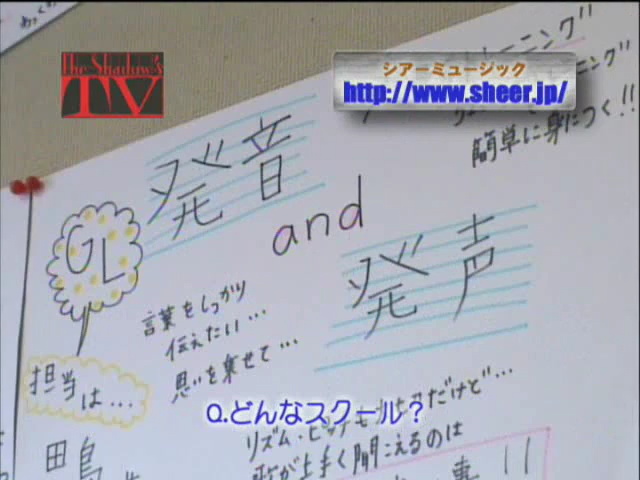 The Shadow's
TV
シアーミュージック
http://www.sheer.jp/
簡単に身につく!!
発音
and
発声
GL
言葉をしっかり
伝えたい…
思いを乗せて…
担当は…
Q.どんなスクール?
リズム・ピッチ
だけど…
歌が上手く聞こえるのは
田島